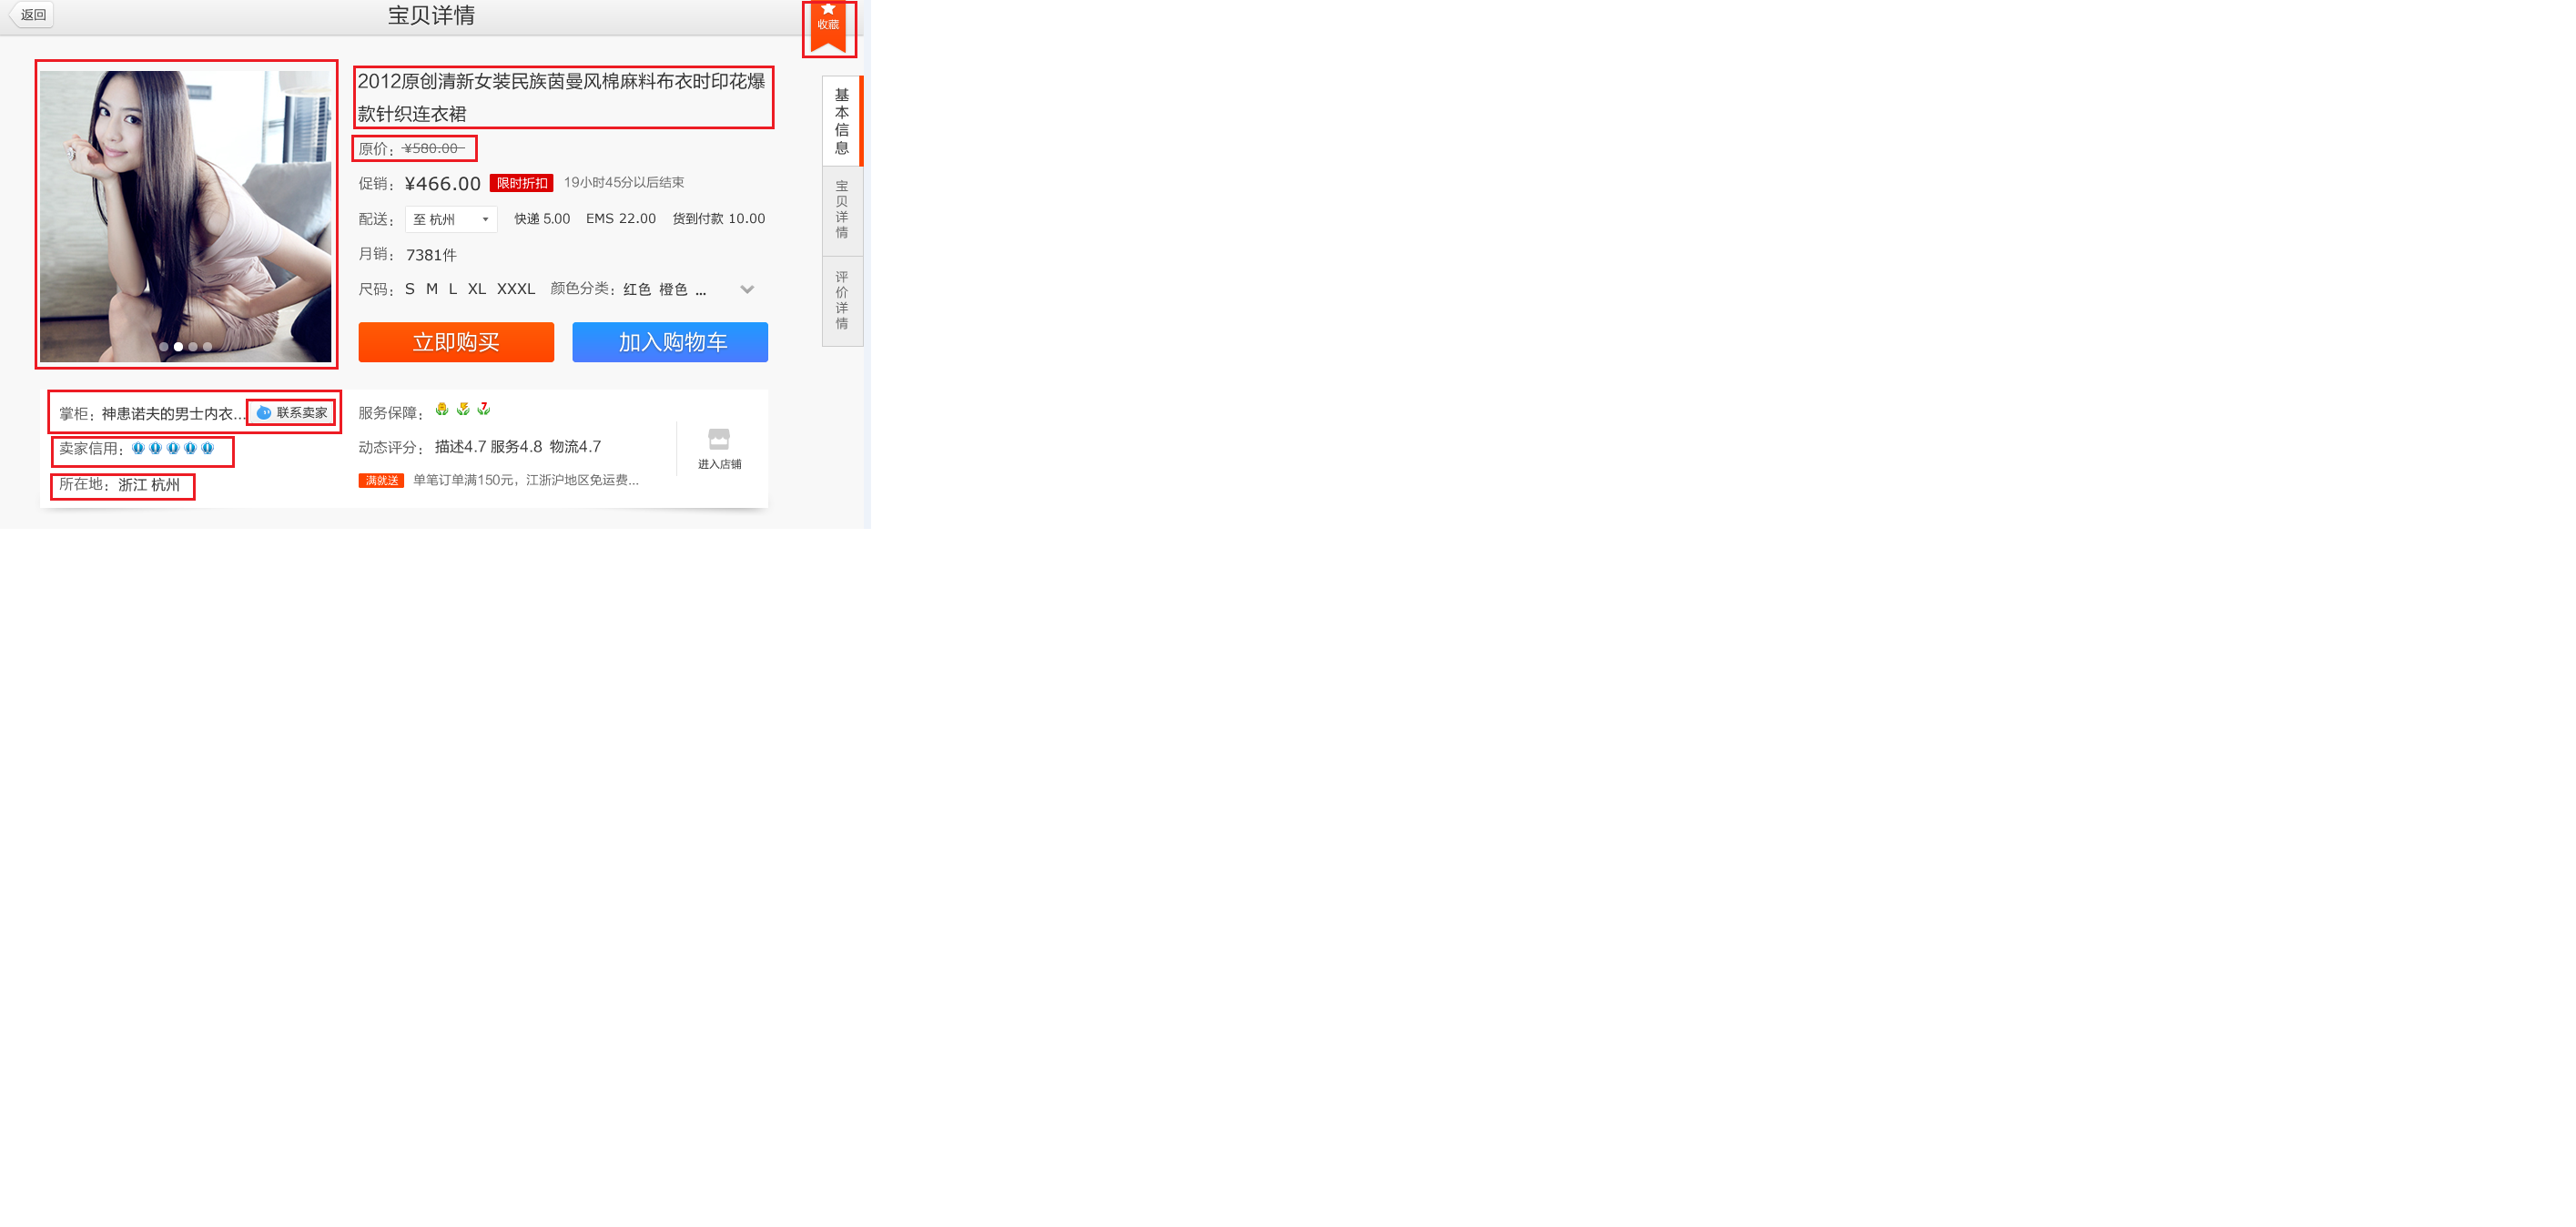 返回
宝贝详情
收藏
2012原创清新女装民族茵曼风棉麻料布衣时印花爆
款针织连衣裙
原价：¥580.00
促销：¥466.00 限时折扣 19小时45分以后结束
配送：至 杭州 快递 5.00 EMS 22.00 货到付款 10.00
月销：7381件
尺码：S M L XL XXXL 颜色分类：红色 橙色 ...
立即购买 加入购物车
基本信息
宝贝详情
评价详情
掌柜：神患诺夫的男士内衣... 联系卖家
卖家信用：
所在地：浙江 杭州
服务保障：7
动态评分：描述4.7 服务4.8 物流4.7
满就送 单笔订单满150元，江浙沪地区免运费...
进入店铺